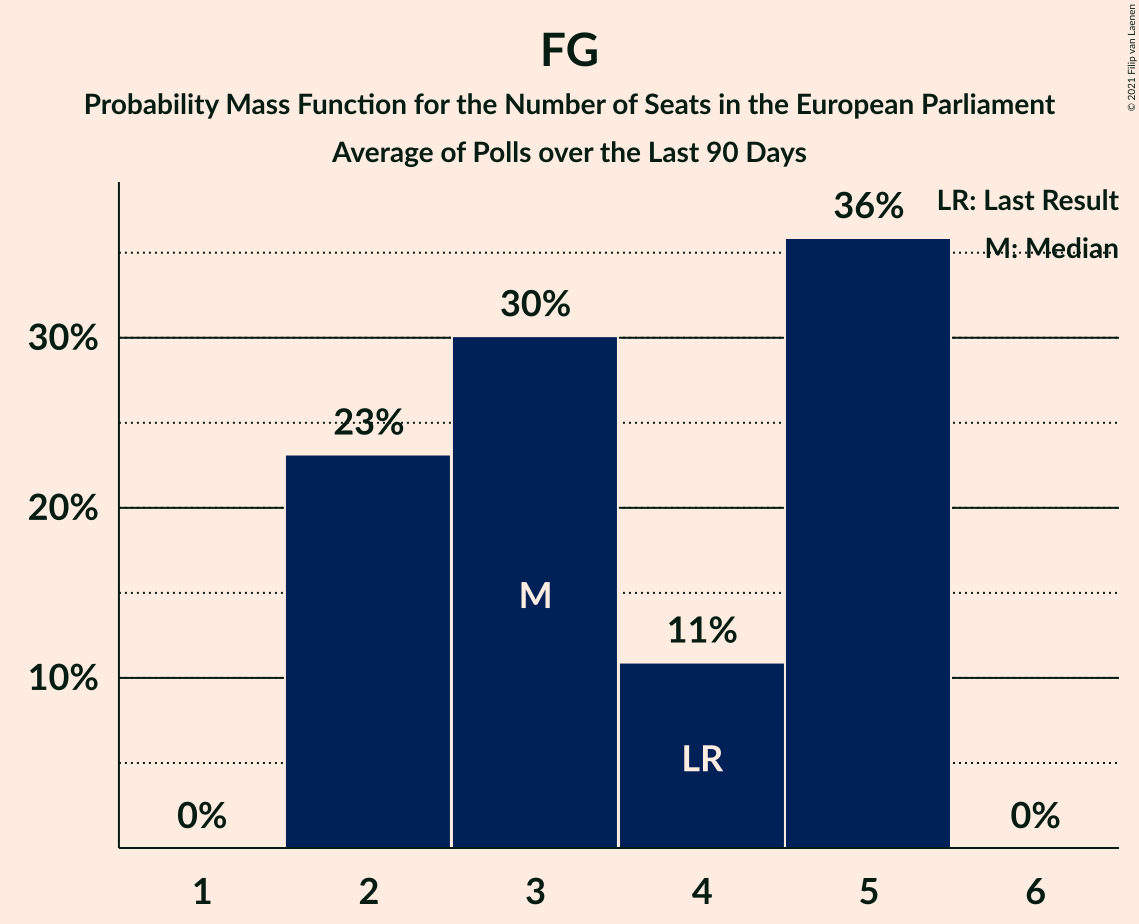 FG
Probability Mass Function for the Number of Seats in the European Parliament
Average of Polls over the Last 90 Days
© 2021 Filip van Laenen
LR: Last Result
M: Median
36%
30%
23%
11%
0%
0%
M
LR
30%
20%
10%
1 2 3 4 5 6